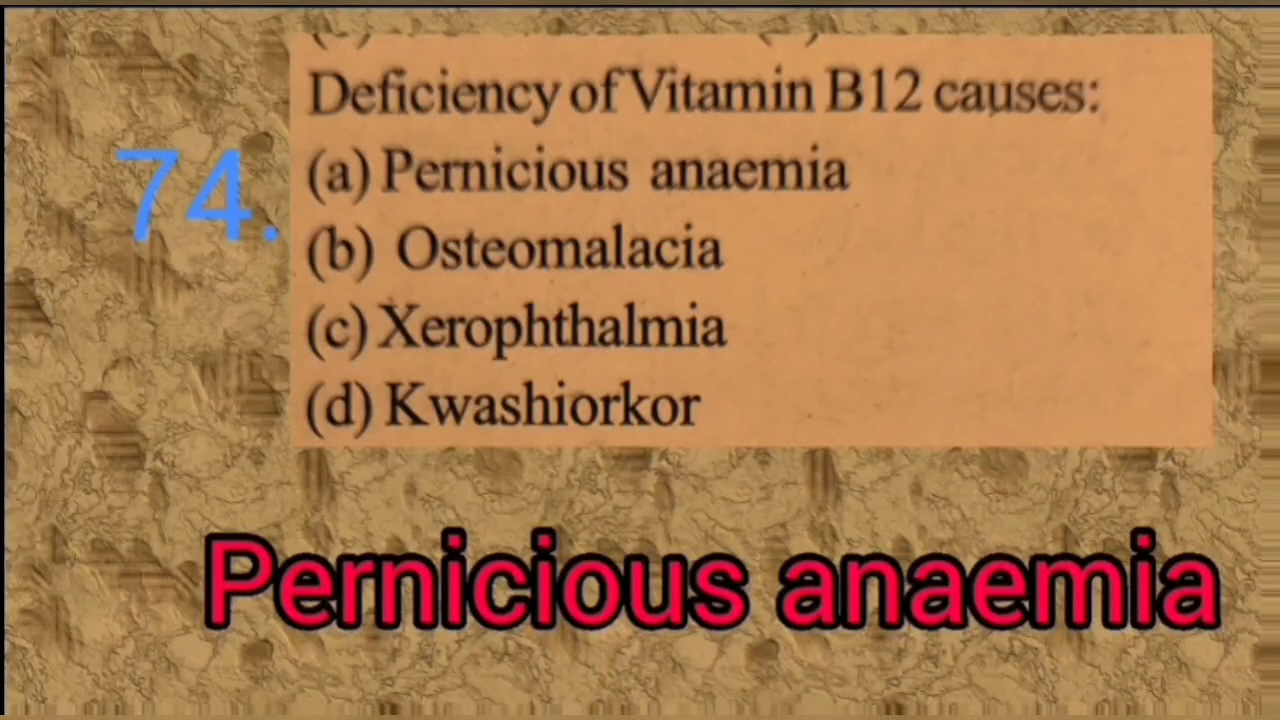 74.
Deficiency of Vitamin B12 causes:
(a) Pernicious anaemia
(b) Osteomalacia
(c) Xerophthalmia
(d) Kwashiorkor
Pernicious anaemia